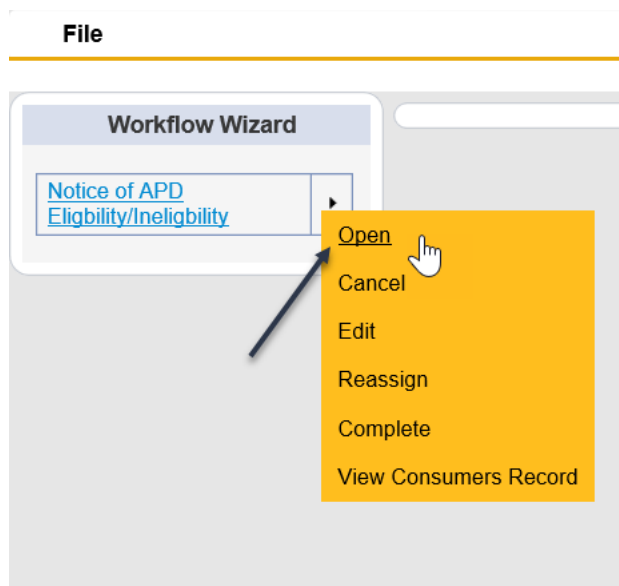 File
Workflow Wizard
Notice of APD
Eligbility/Ineligbility
Open
Cancel
Edit
Reassign
Complete
View Consumers Record